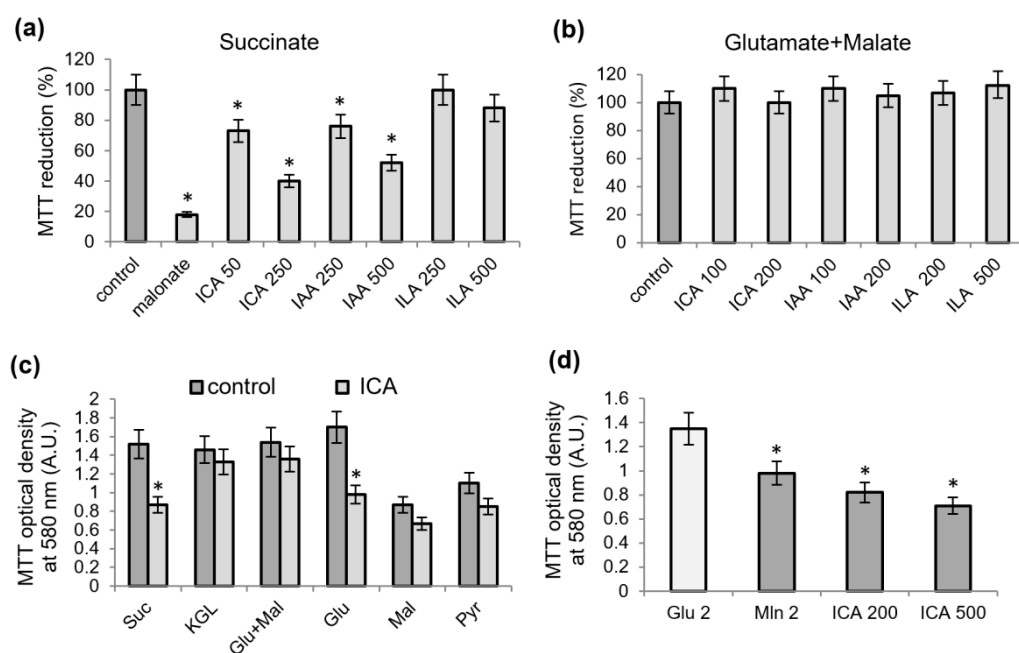 (a)
Succinate
MTT reduction (%)
120
100
80
60
40
20
0
*
*
*
*
*
control
malonate
ICA 50
ICA 250
IAA 250
IAA 500
ILA 250
ILA 500
(b)
Glutamate+Malate
MTT reduction (%)
120
100
80
60
40
20
0
control
ICA 100
ICA 200
IAA 100
IAA 200
ILA 200
ILA 500
(c)
control
ICA
MTT optical density
at 580 nm (A.U.)
2
1.8
1.6
1.4
1.2
1
0.8
0.6
0.4
0.2
0
*
*
Suc
KGL
Glu+Mal
Glu
Mal
Pyr
(d)
MTT optical density
at 580 nm (A.U.)
1.6
1.4
1.2
1
0.8
0.6
0.4
0.2
0
*
*
*
Glu 2
Mln 2
ICA 200
ICA 500